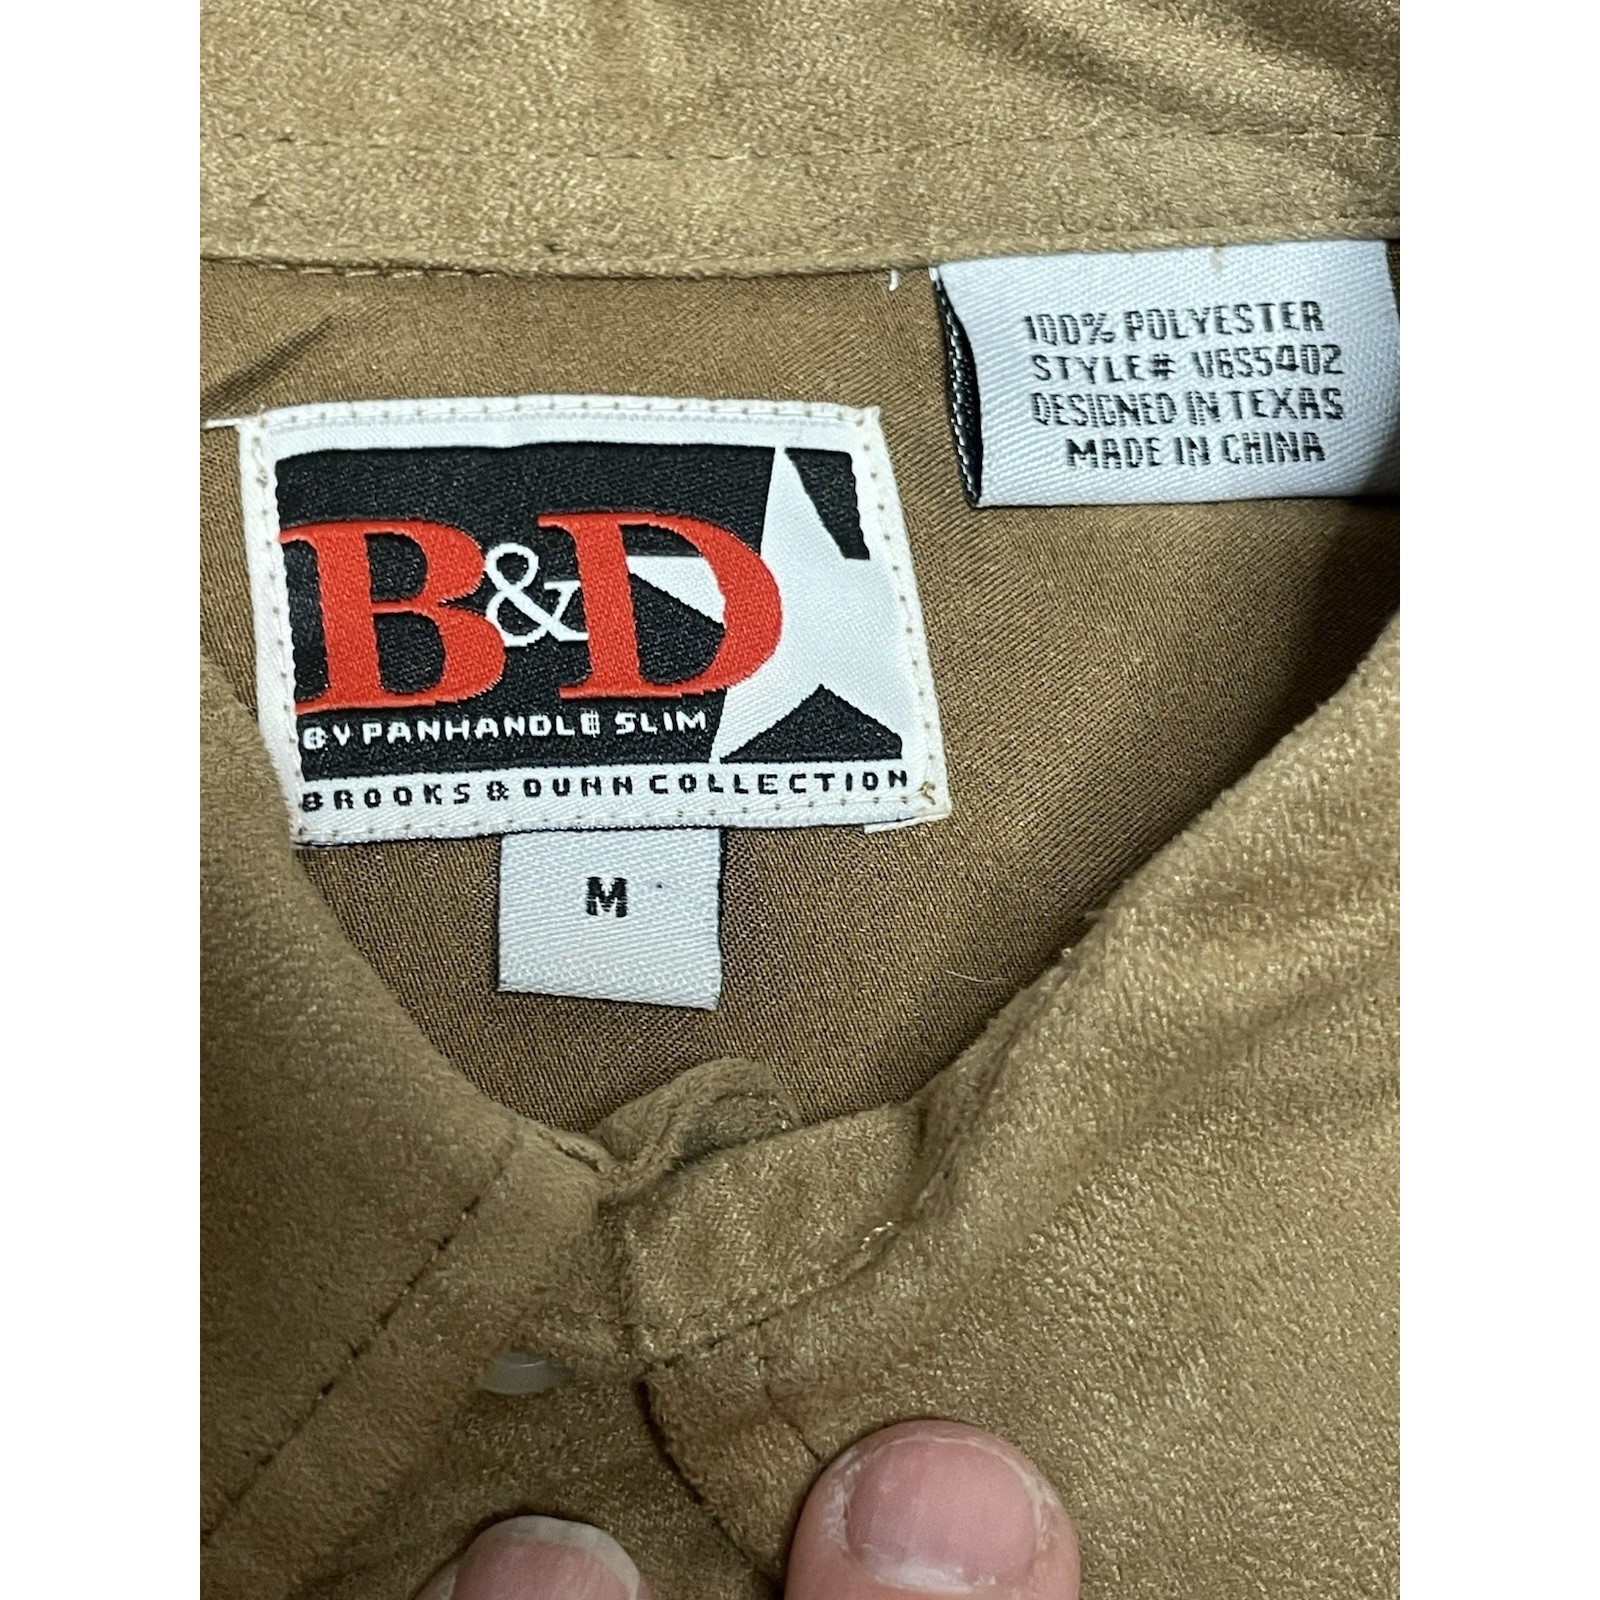 100% POLYESTER
STYLE# V6S5402
DESIGNED IN TEXAS
MADE IN CHINA
B&D
BY PANHANDLE SLIM
BROOKS & DUNN COLLECTION
M